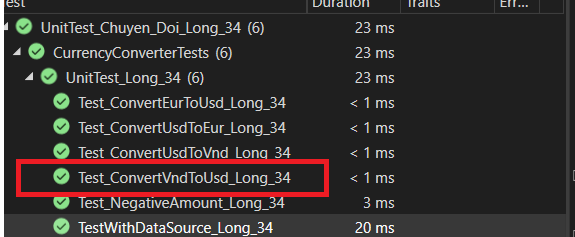 Test Duration Traits Err...
UnitTest_Chuyen_Doi_Long_34 (6) 23 ms
CurrencyConverterTests (6) 23 ms
UnitTest_Long_34 (6) 23 ms
Test_ConvertEurToUsd_Long_34 < 1 ms
Test_ConvertUsdToEur_Long_34 < 1 ms
Test_ConvertUsdToVnd_Long_34 < 1 ms
Test_ConvertVndToUsd_Long_34 < 1 ms
Test_NegativeAmount_Long_34 3 ms
TestWithDataSource_Long_34 20 ms